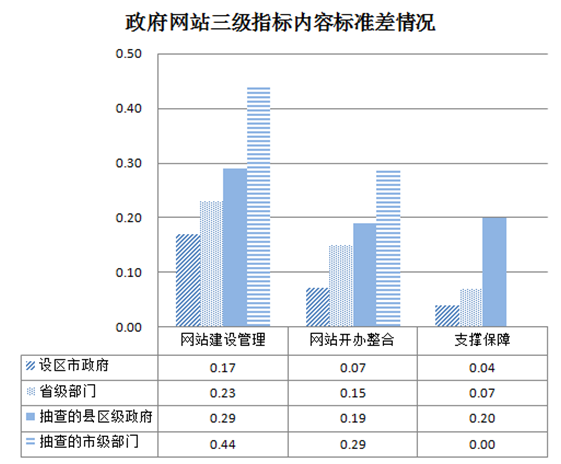 政府网站三级指标内容标准差情况
0.50
0.40
0.30
0.20
0.10
0.00
网站建设管理 网站开办整合 支撑保障
设区市政府 0.17 0.07 0.04
省级部门 0.23 0.15 0.07
抽查的县区级政府 0.29 0.19 0.20
抽查的市级部门 0.44 0.29 0.00